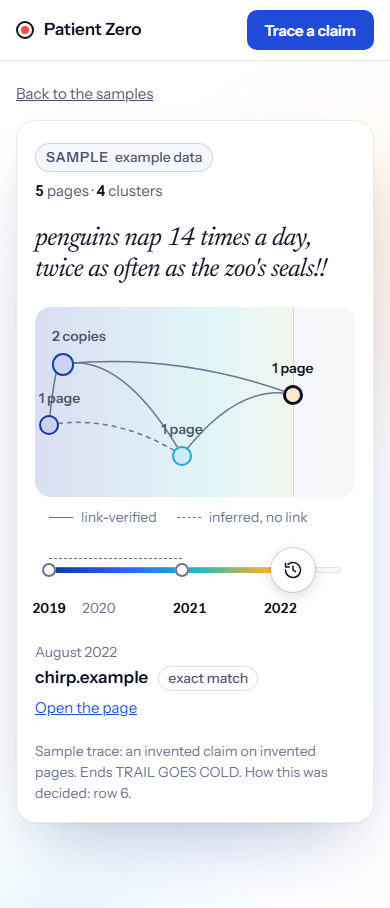 Patient Zero
Trace a claim
Back to the samples
SAMPLE example data
5 pages · 4 clusters
penguins nap 14 times a day,
twice as often as the zoo's seals!!
2 copies
1 page
1 page
1 page
link-verified
inferred, no link
2019 2020 2021 2022
August 2022
chirp.example exact match
Open the page
Sample trace: an invented claim on invented
pages. Ends TRAIL GOES COLD. How this was
decided: row 6.